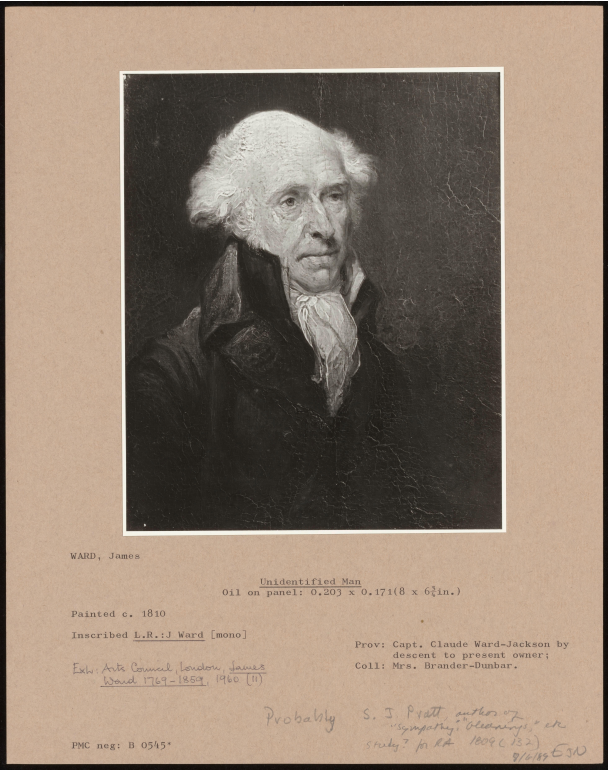 WARD, James
Unidentified Man
Oil on panel: 0.203 x 0.171(8 x 6¾in.)
Painted c. 1810
Inscribed L.R.:J Ward [mono]
Prov: Capt. Claude Ward-Jackson by
descent to present owner;
Coll: Mrs. Brander-Dunbar.
Exh: Arts Council, London, James
Ward 1769-1859, 1960 (11)
Probably S. J. Pratt, author of
"Sympathy", "Gleanings," etc
study? for RA 1809 (132)
EJN
PMC neg: B 0545*